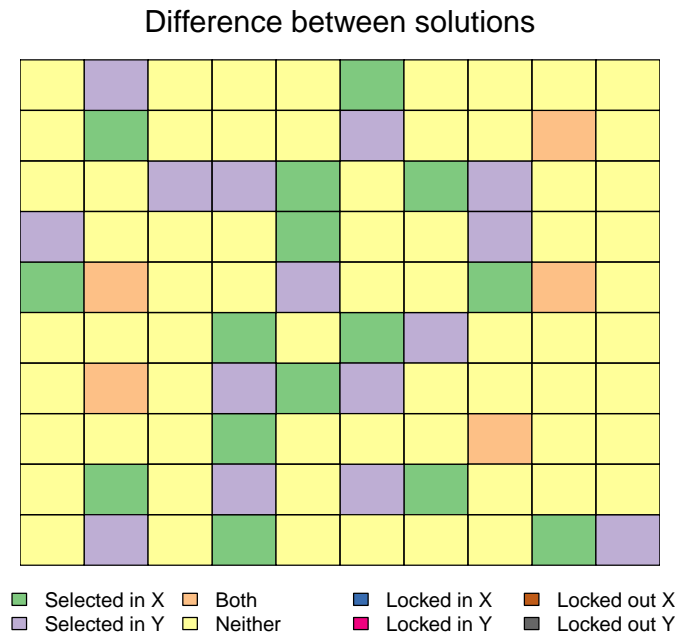 Difference between solutions
Selected in X Both Locked in X Locked out X
Selected in Y Neither Locked in Y Locked out Y